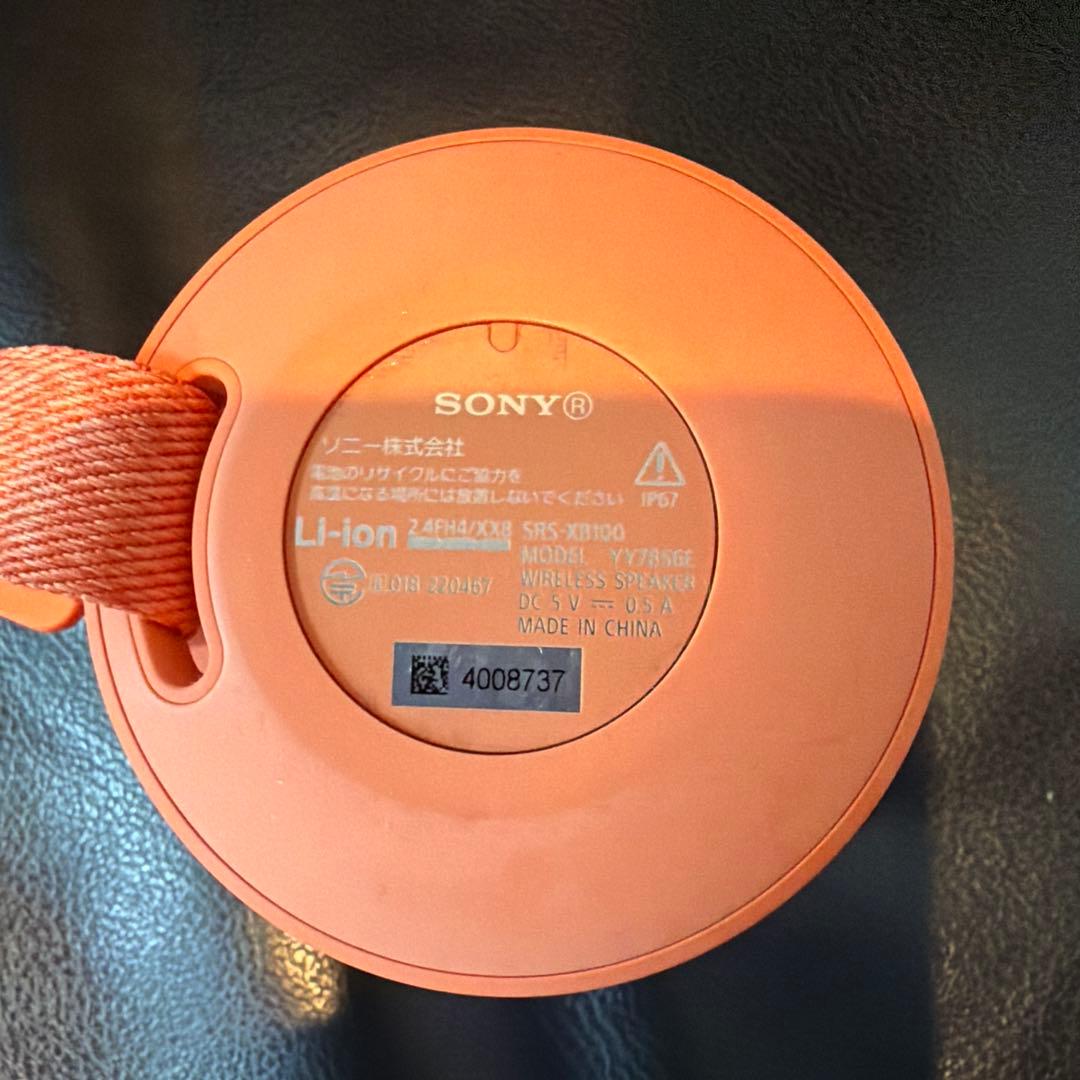 SONY®
ソニー株式会社
電池のリサイクルにご協力を
高温になる場所には放置しないでください
IP67
Li-ion 2.4FH4/XX8
018-220467
SRS-XB100
MODEL YY7856E
WIRELESS SPEAKER
DC 5 V ⎓ 0.5 A
MADE IN CHINA
4008737